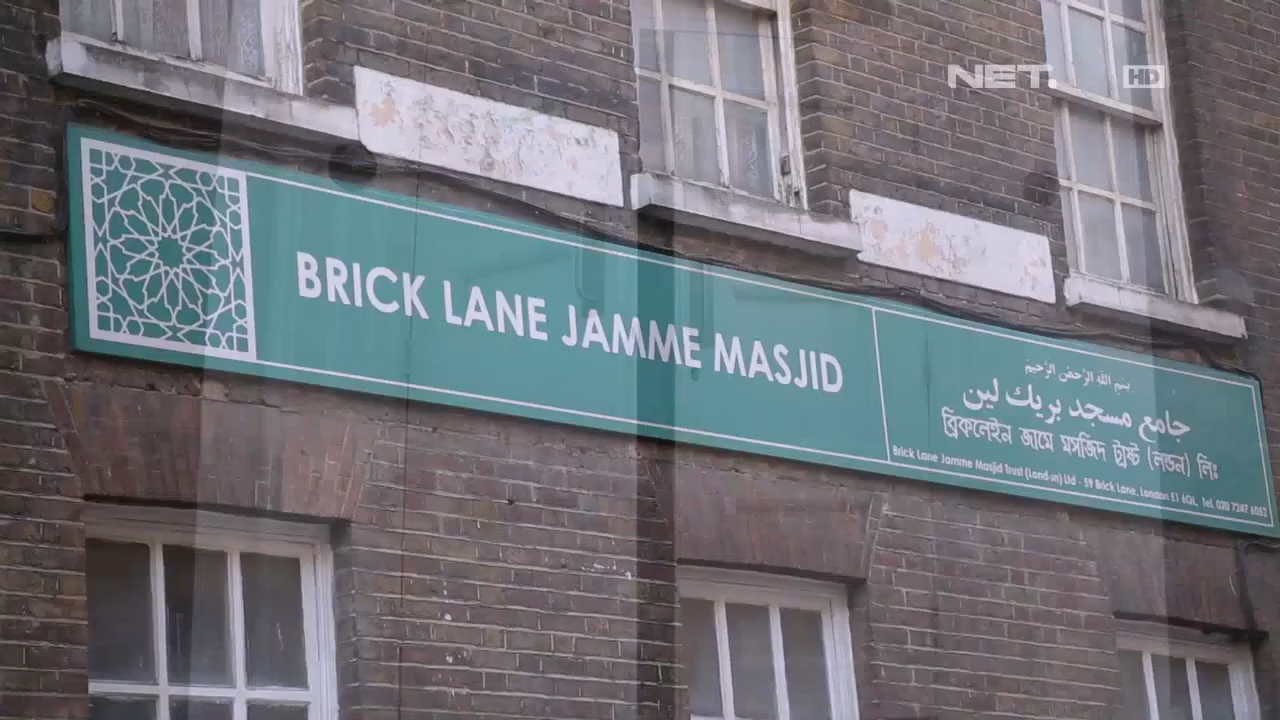 NET. HD
BRICK LANE JAMME MASJID
بسم الله الرحمن الرحيم
جامع مسجد بريك لين
ব্রিকলেইন জামে মসজিদ ট্রাস্ট (লন্ডন) লিঃ
Brick Lane Jamme Masjid Trust (London) Ltd - 59 Brick Lane, London E1 6QL, Tel. 020 7247 6052